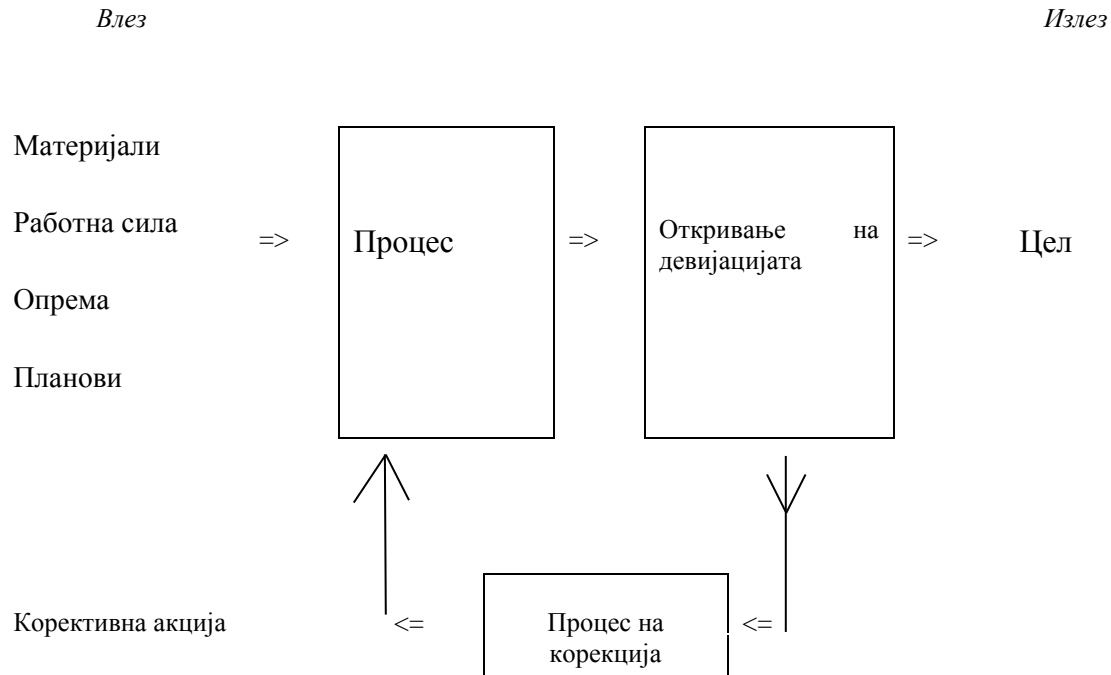 Влез Излез
Материјали
Работна сила => Процес => Откривање на => Цел
девијацијата
Опрема
Планови
Корективна акција <= Процес на <=
корекција